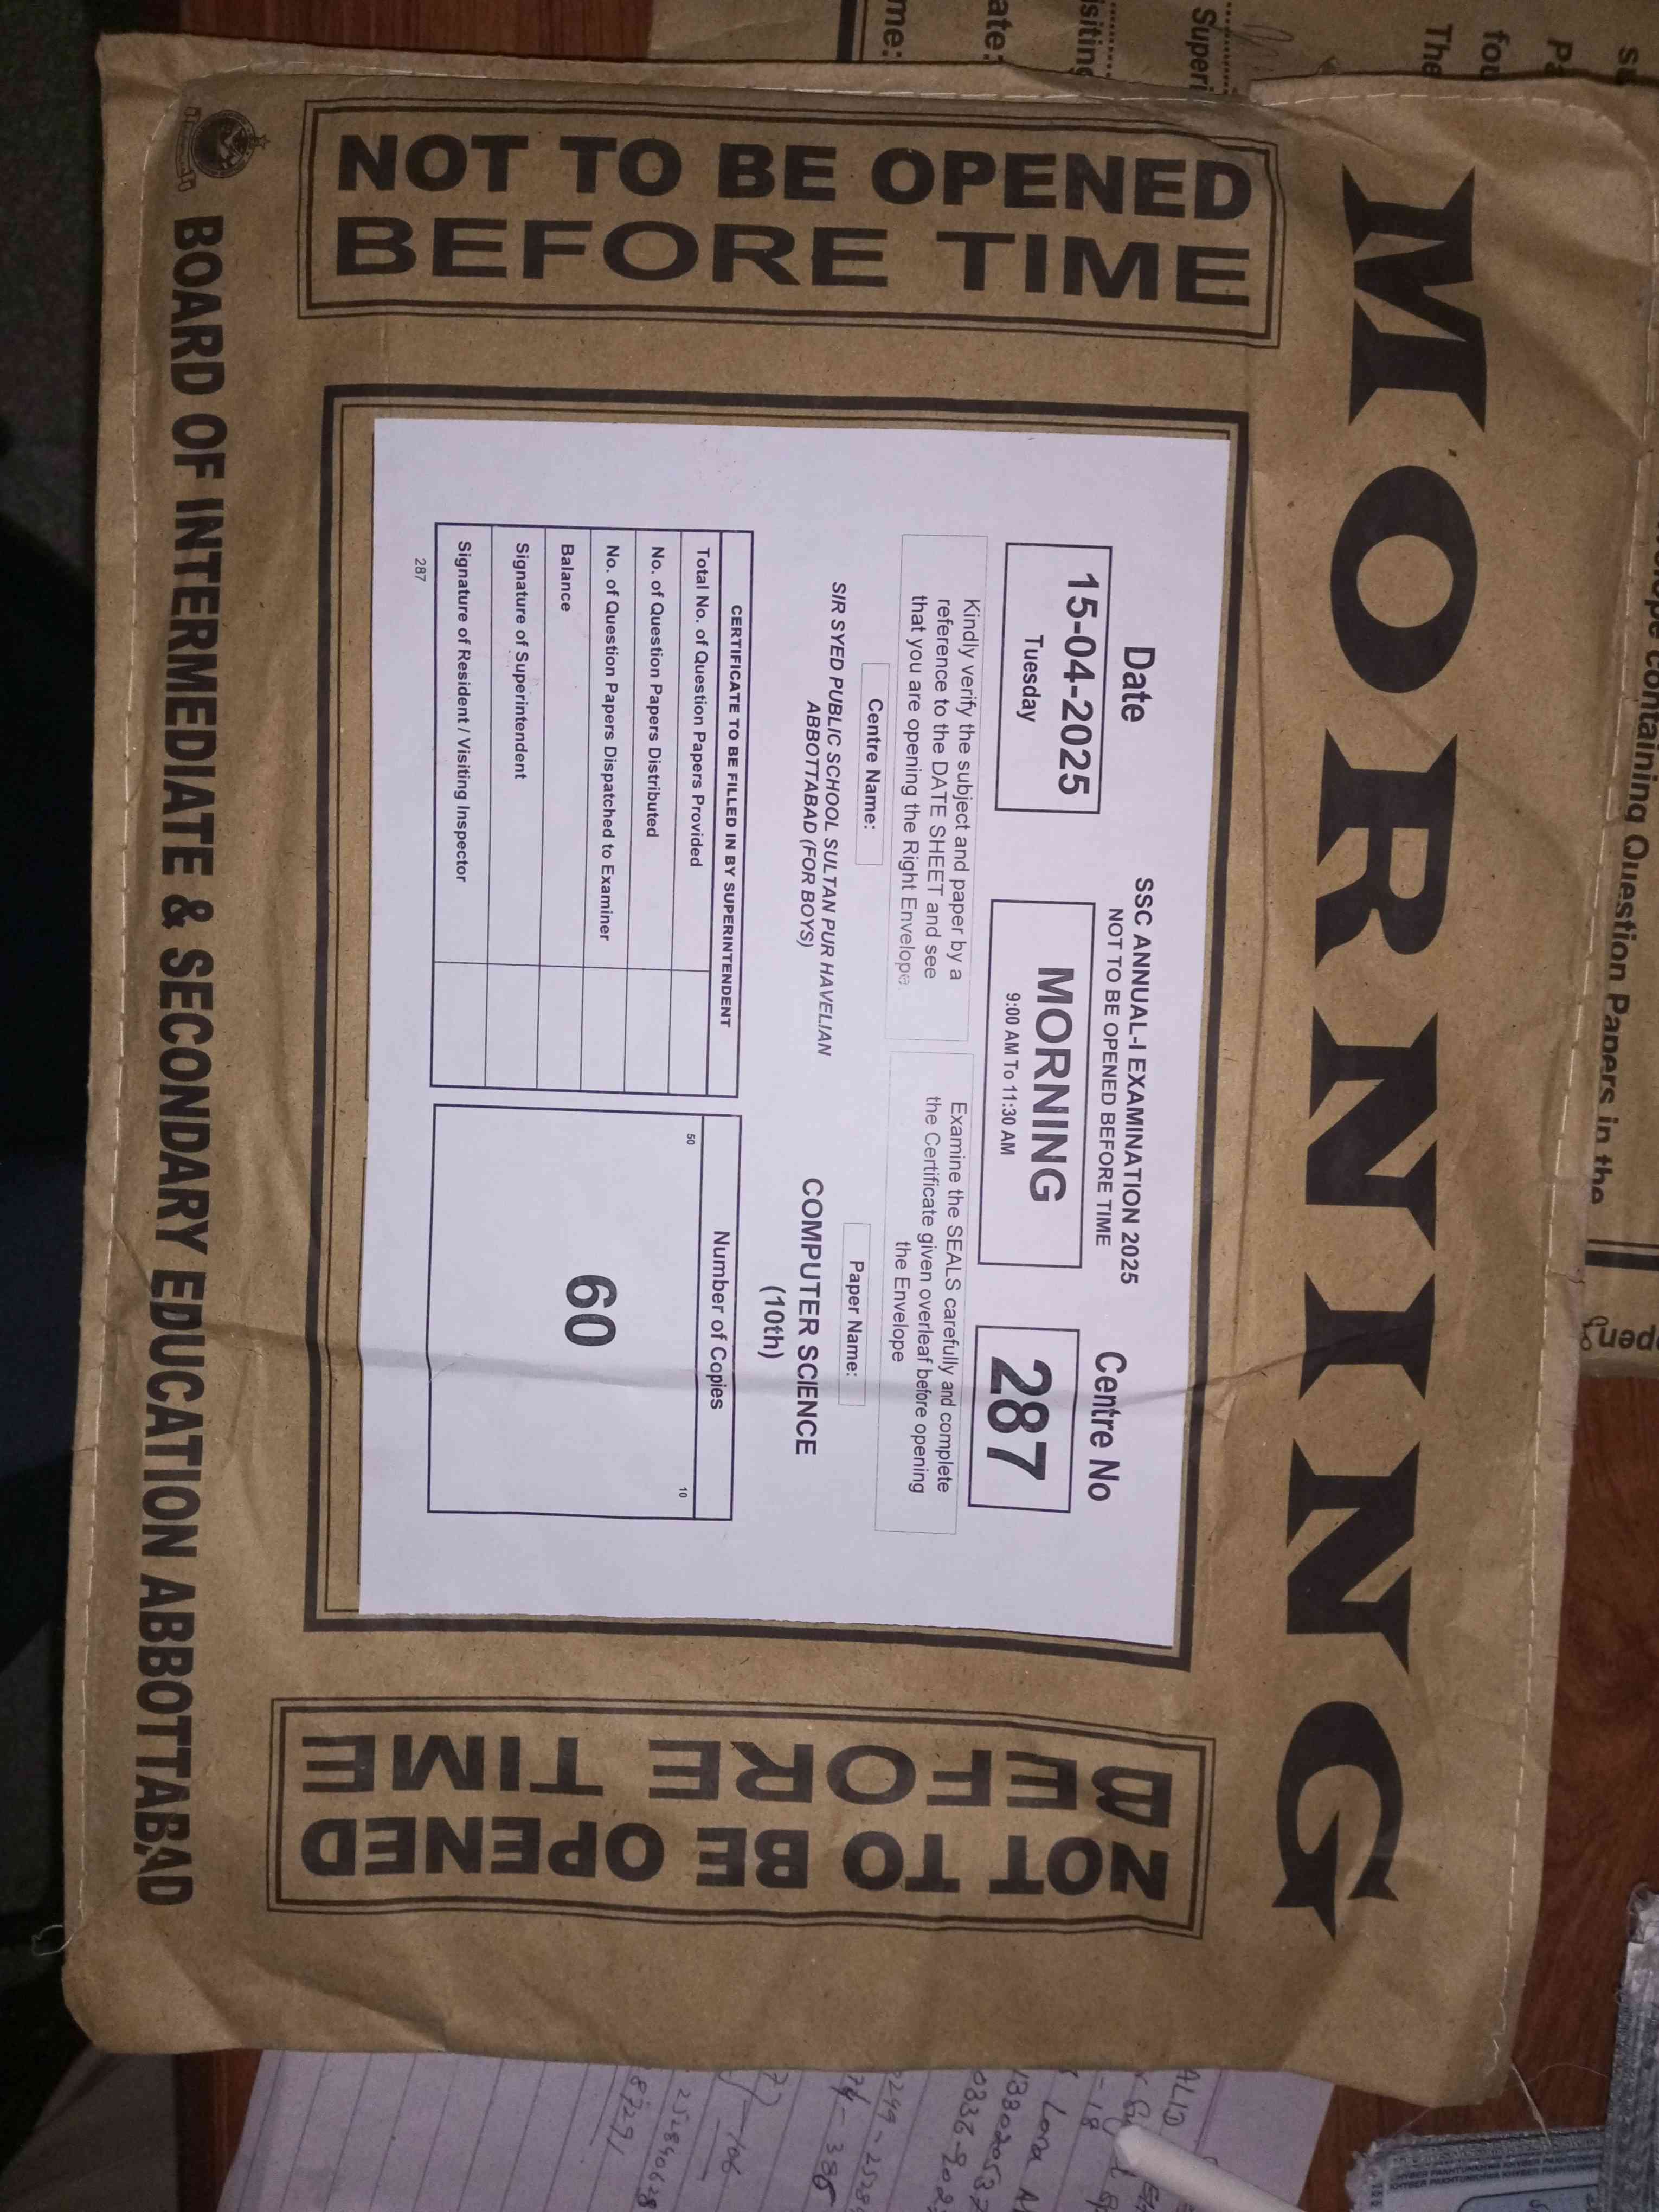 MORNING
NOT TO BE OPENED
BEFORE TIME
SSC ANNUAL-I EXAMINATION 2025
NOT TO BE OPENED BEFORE TIME
Date
15-04-2025
Tuesday
MORNING
9:00 AM To 11:30 AM
Centre No
287
Kindly verify the subject and paper by a
reference to the DATE SHEET and see
that you are opening the Right Envelope.
Examine the SEALS carefully and complete
the Certificate given overleaf before opening
the Envelope
Centre Name:
SIR SYED PUBLIC SCHOOL SULTAN PUR HAVELIAN
ABBOTTABAD (FOR BOYS)
Paper Name:
COMPUTER SCIENCE
(10th)
CERTIFICATE TO BE FILLED IN BY SUPERINTENDENT
Total No. of Question Papers Provided
No. of Question Papers Distributed
No. of Question Papers Dispatched to Examiner
Balance
Signature of Superintendent
Signature of Resident / Visiting Inspector
287
Number of Copies
50 10
60
NOT TO BE OPENED
BEFORE TIME
BOARD OF INTERMEDIATE & SECONDARY EDUCATION ABBOTTABAD
containing Question Papers in the
The